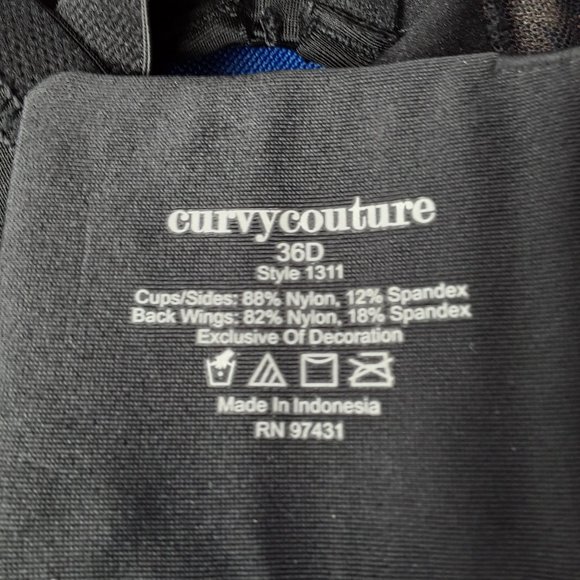 curvycouture
36D
Style 1311
Cups/Sides: 88% Nylon, 12% Spandex
Back Wings: 82% Nylon, 18% Spandex
Exclusive Of Decoration
Made In Indonesia
RN 97431